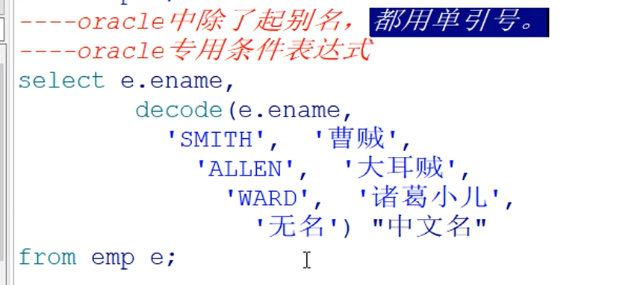 ----oracle中除了起别名，都用单引号。
----oracle专用条件表达式
select e.ename,
decode(e.ename,
'SMITH', '曹贼',
'ALLEN', '大耳贼',
'WARD', '诸葛小儿',
'无名') "中文名"
from emp e;